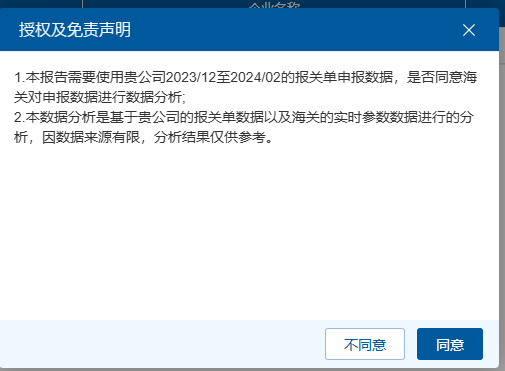 企业名称
授权及免责声明
1.本报告需要使用贵公司2023/12至2024/02的报关单申报数据，是否同意海
关对申报数据进行数据分析;
2.本数据分析是基于贵公司的报关单数据以及海关的实时参数数据进行的分
析，因数据来源有限，分析结果仅供参考。
不同意
同意